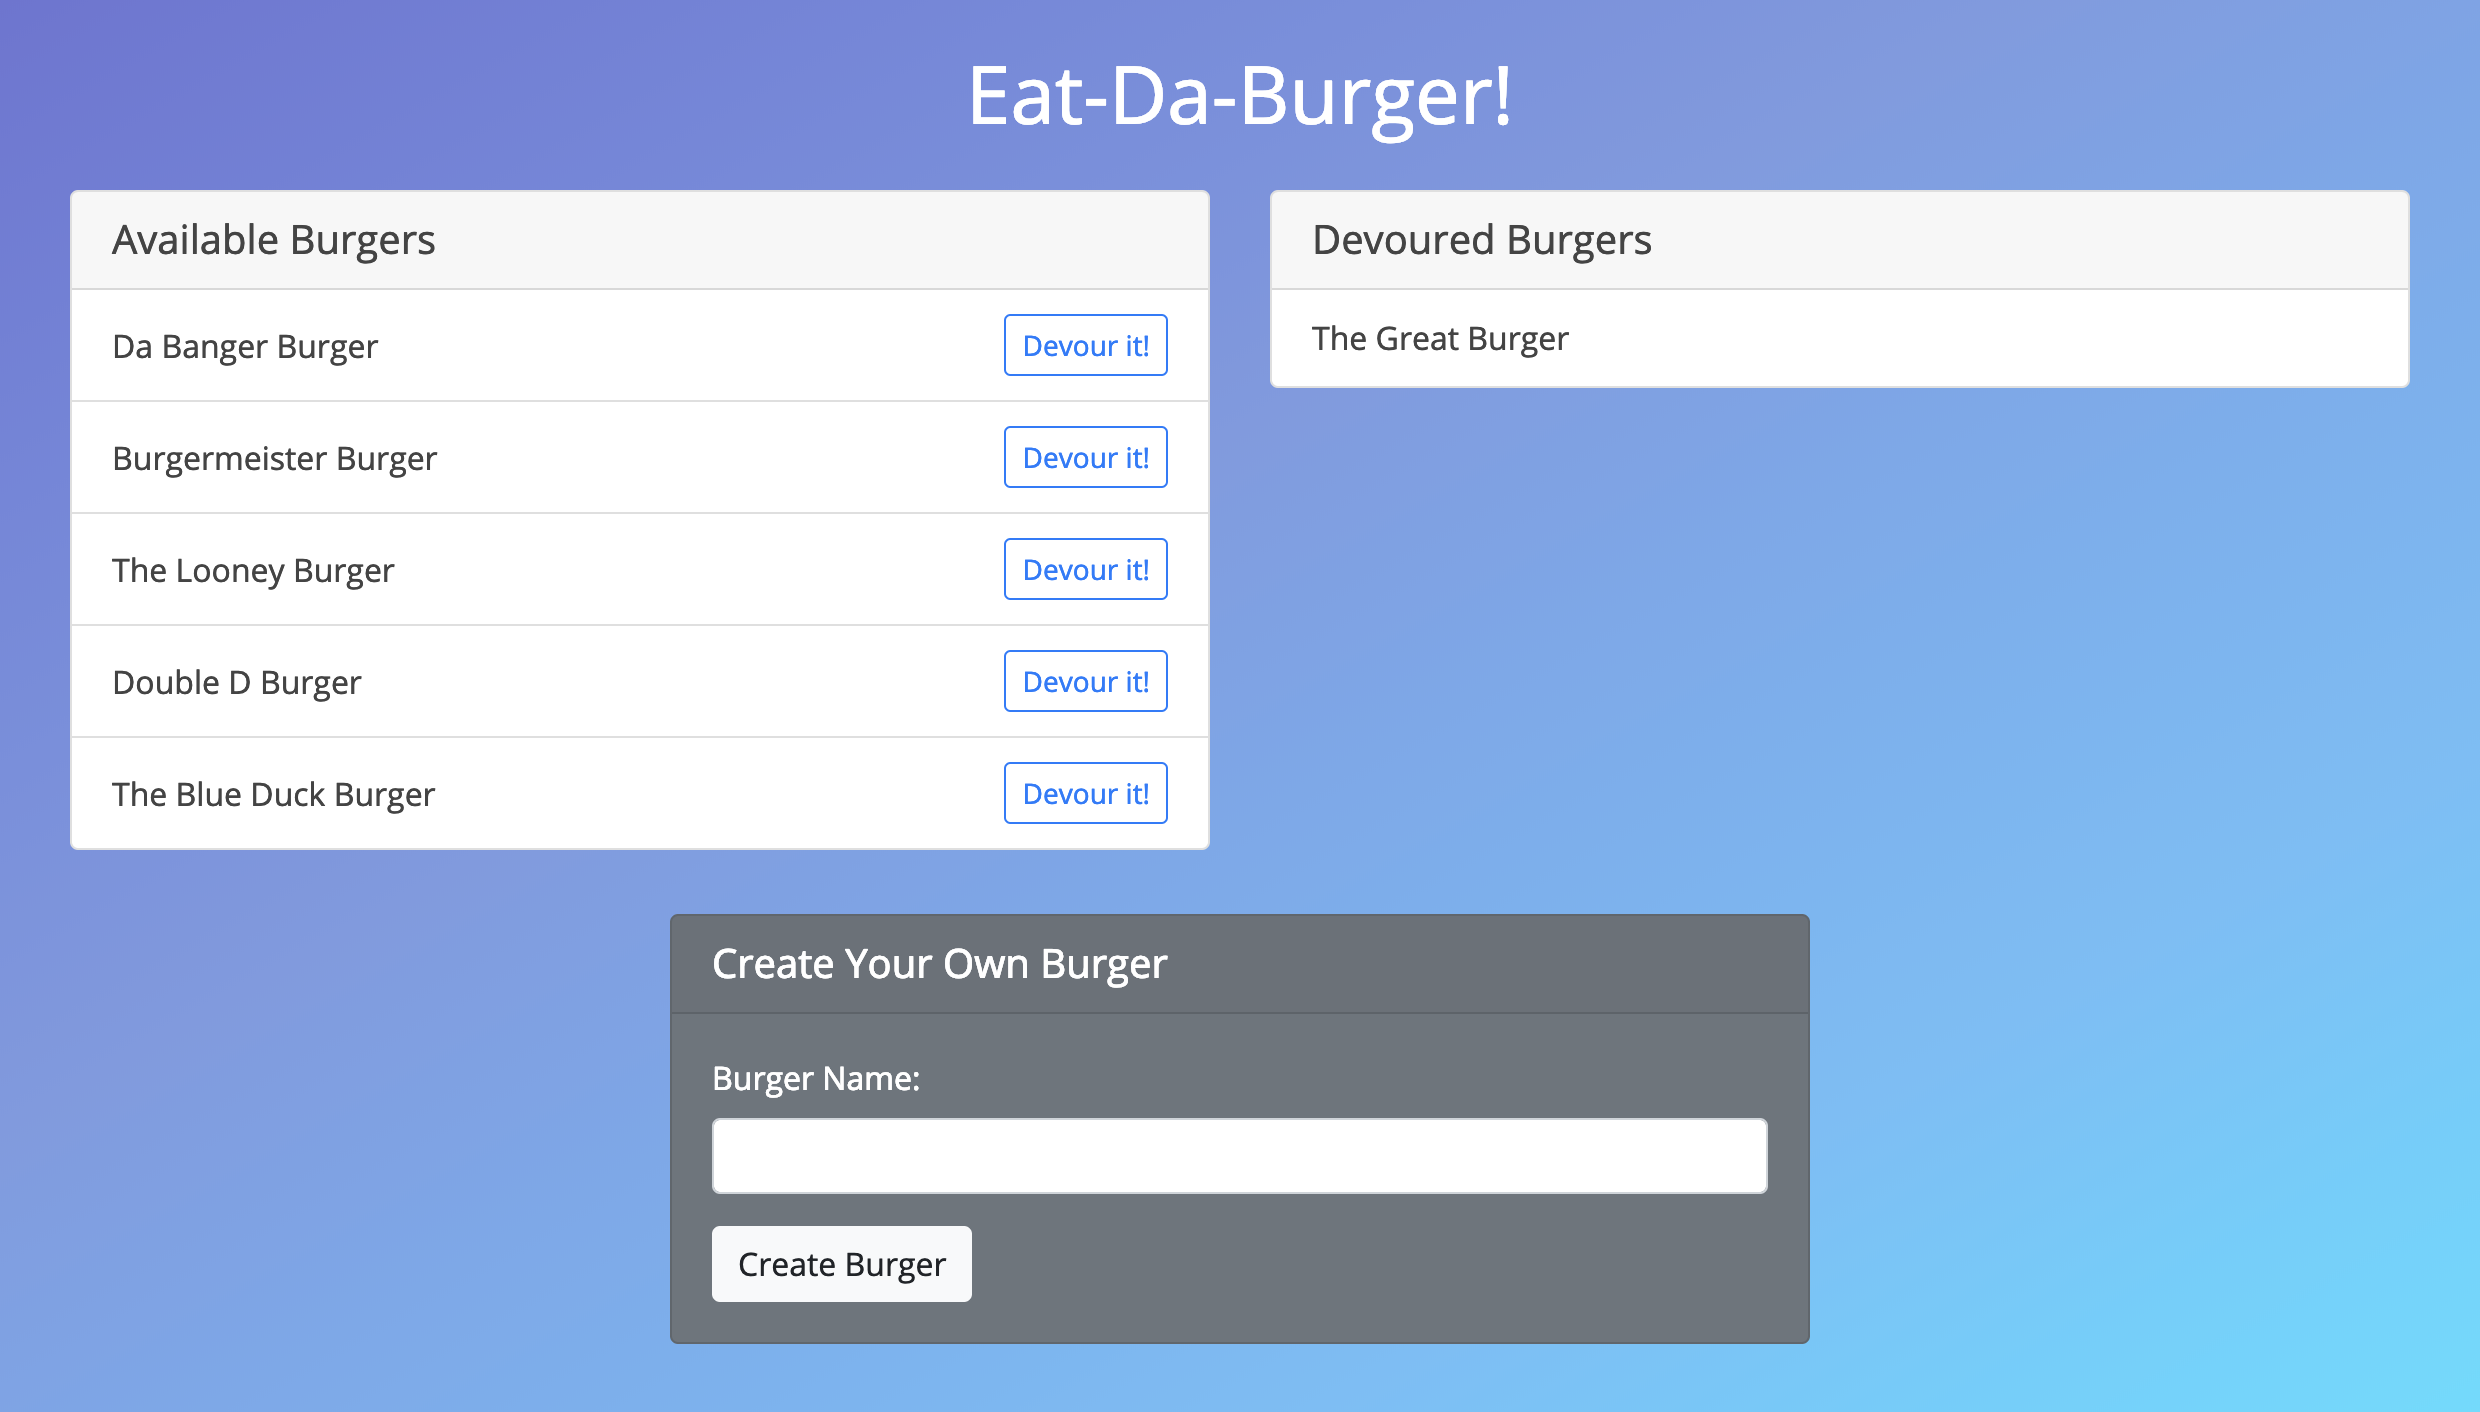 Eat-Da-Burger!
Available Burgers
Da Banger Burger Devour it!
Burgermeister Burger Devour it!
The Looney Burger Devour it!
Double D Burger Devour it!
The Blue Duck Burger Devour it!
Devoured Burgers
The Great Burger
Create Your Own Burger
Burger Name:
Create Burger